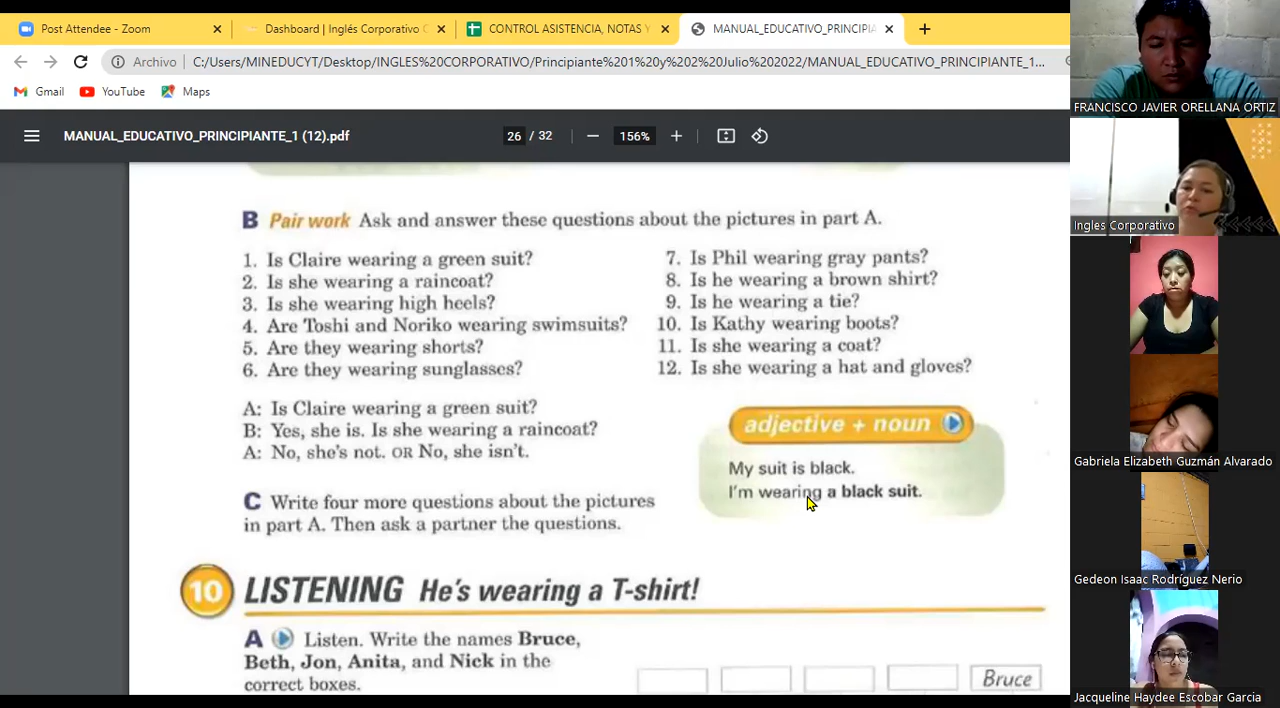 Post Attendee - Zoom
Dashboard | Inglés Corporativo
CONTROL ASISTENCIA, NOTAS Y
MANUAL_EDUCATIVO_PRINCIPIA
Archivo
C:/Users/MINEDUCYT/Desktop/INGLES%20CORPORATIVO/Principiante%201%20y%202%20Julio%202022/MANUAL_EDUCATIVO_PRINCIPIANTE_1...
Gmail YouTube Maps
MANUAL_EDUCATIVO_PRINCIPIANTE_1 (12).pdf
26 / 32
156%
B Pair work Ask and answer these questions about the pictures in part A.
1. Is Claire wearing a green suit?
2. Is she wearing a raincoat?
3. Is she wearing high heels?
4. Are Toshi and Noriko wearing swimsuits?
5. Are they wearing shorts?
6. Are they wearing sunglasses?
7. Is Phil wearing gray pants?
8. Is he wearing a brown shirt?
9. Is he wearing a tie?
10. Is Kathy wearing boots?
11. Is she wearing a coat?
12. Is she wearing a hat and gloves?
A: Is Claire wearing a green suit?
B: Yes, she is. Is she wearing a raincoat?
A: No, she's not. OR No, she isn't.
adjective + noun
My suit is black.
I'm wearing a black suit.
C Write four more questions about the pictures
in part A. Then ask a partner the questions.
10 LISTENING He's wearing a T-shirt!
A Listen. Write the names Bruce,
Beth, Jon, Anita, and Nick in the
correct boxes.
Bruce
FRANCISCO JAVIER ORELLANA ORTIZ
Ingles Corporativo
Gabriela Elizabeth Guzmán Alvarado
Gedeon Isaac Rodríguez Nerio
Jacqueline Haydee Escobar Garcia